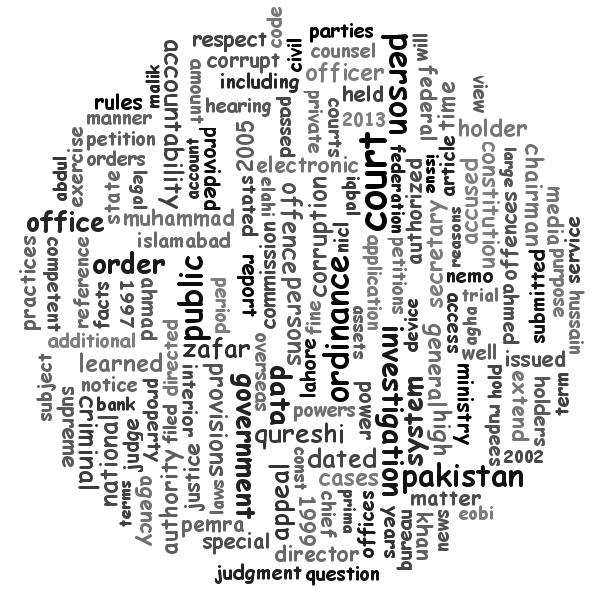 code
respect
parties
civil
counsel
corrupt
person
will
federal
malik
accountability
amount
including
officer
view
time
rules
hearing
passed
private
courts
held
2013
holder
manner
petition
provided
2005
court
federation
issue
article
orders
account
electronic
authorized
accused
constitution
large
offences
chairman
abdul
exercise
state
legal
stated
elahi
offence
corruption
iqbal
muhammad
secretary
reasons
media
purpose
service
office
islamabad
commission
persons
nicl
application
petitions
practices
competent
reference
order
facts
1997
ahmad
public
period
report
fine
ordinance
nemo
access
trial
agha
ahmed
submitted
hussain
additional
directed
zafar
overseas
lahore
assets
device
general
well
issued
learned
interior
provisions
government
data
investigation
system
high
ministry
hold
rupees
extend
holders
term
subject
supreme
notice
criminal
bank
national
property
filed
powers
power
judge
authority
justice
laws
qureshi
2002
terms
agency
appeal
const
dated
cases
pakistan
1999
chief
prima
offices
years
matter
pemra
bureau
khan
news
eobi
special
director
judgment
question